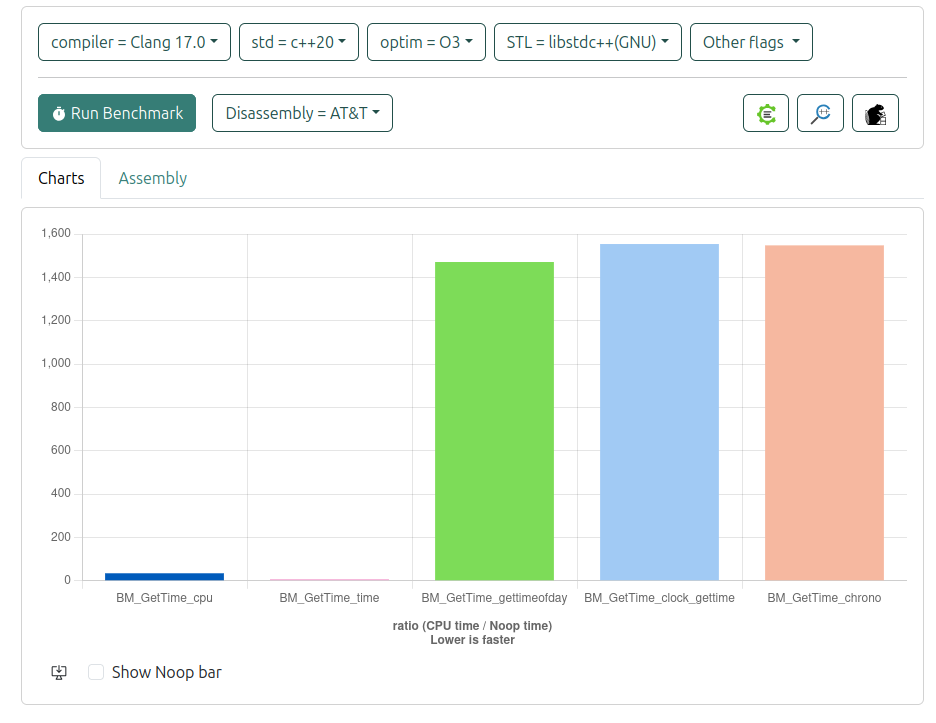 compiler = Clang 17.0 std = c++20 optim = O3 STL = libstdc++(GNU) Other flags
Run Benchmark Disassembly = AT&T
Charts Assembly
1,600
1,400
1,200
1,000
800
600
400
200
0
BM_GetTime_cpu BM_GetTime_time BM_GetTime_gettimeofday BM_GetTime_clock_gettime BM_GetTime_chrono
ratio (CPU time / Noop time)
Lower is faster
Show Noop bar